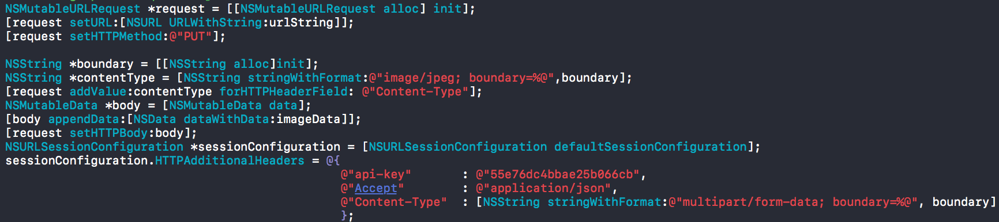 NSMutableURLRequest *request = [[NSMutableURLRequest alloc] init];
[request setURL:[NSURL URLWithString:urlString]];
[request setHTTPMethod:@"PUT"];
NSString *boundary = [[NSString alloc]init];
NSString *contentType = [NSString stringWithFormat:@"image/jpeg; boundary=%@",boundary];
[request addValue:contentType forHTTPHeaderField: @"Content-Type"];
NSMutableData *body = [NSMutableData data];
[body appendData:[NSData dataWithData:imageData]];
[request setHTTPBody:body];
NSURLSessionConfiguration *sessionConfiguration = [NSURLSessionConfiguration defaultSessionConfiguration];
sessionConfiguration.HTTPAdditionalHeaders = @{
@"api-key" : @"55e76dc4bbae25b066cb",
@"Accept" : @"application/json",
@"Content-Type" : [NSString stringWithFormat:@"multipart/form-data; boundary=%@", boundary]
};